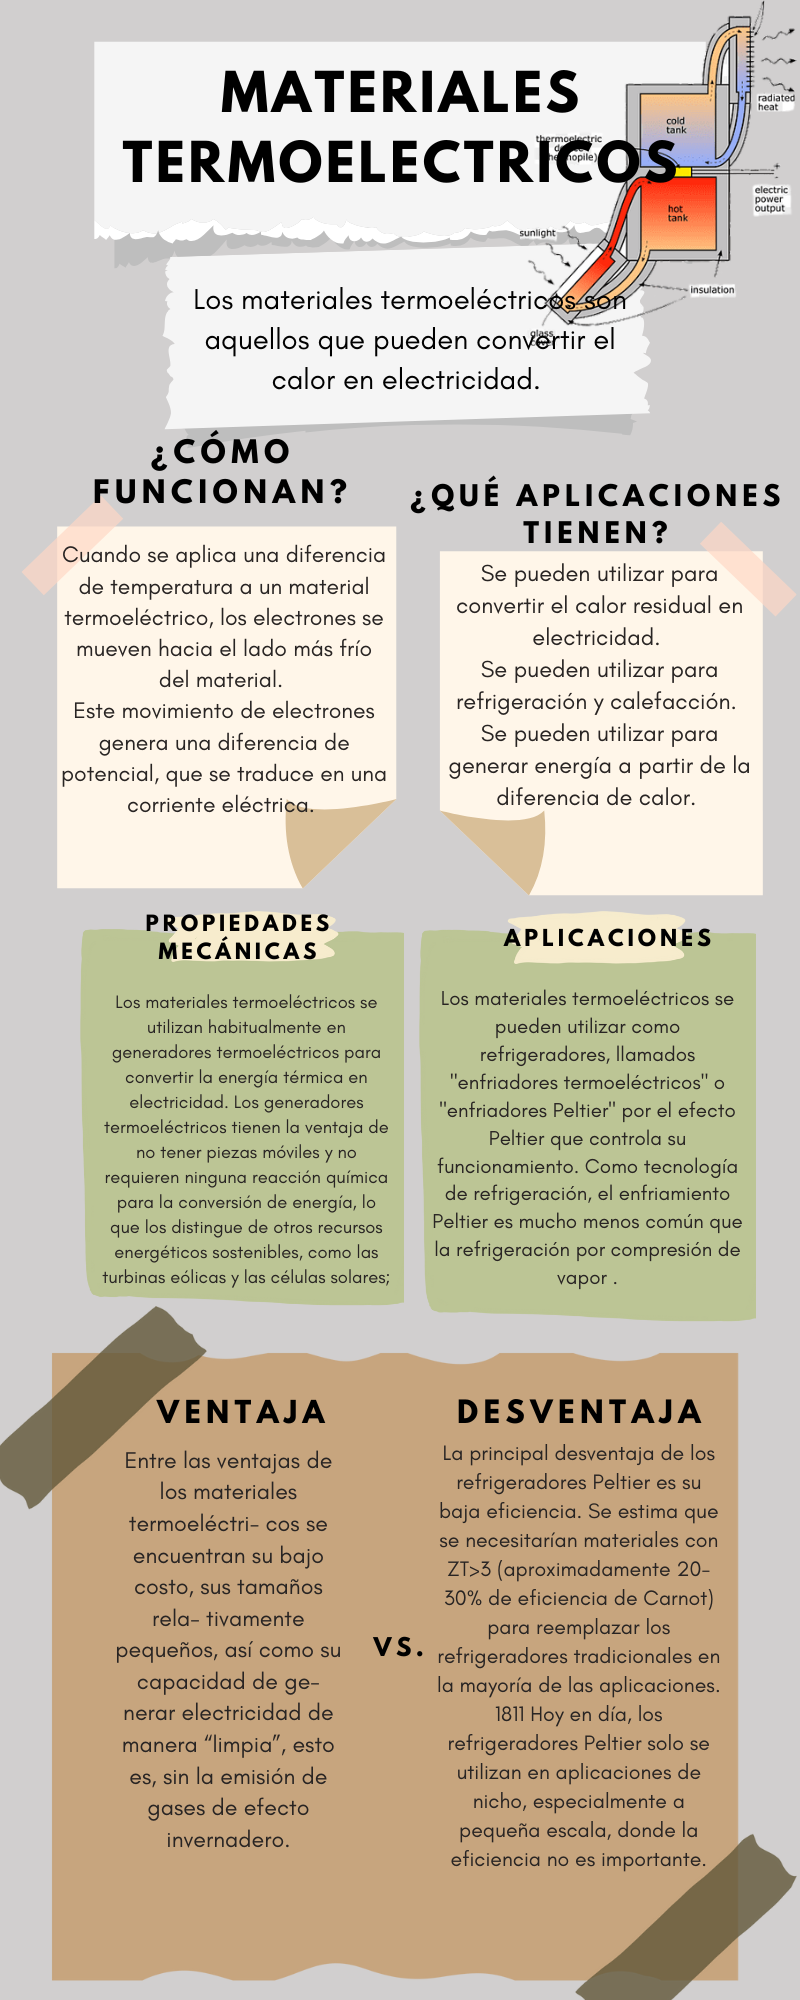 MATERIALES
TERMOELECTRICOS
radiated
heat
cold
tank
thermoelectric
electric
power
output
hot
tank
sunlight
insulation
glass
Los materiales termoeléctricos son
aquellos que pueden convertir el
calor en electricidad.
¿CÓMO
FUNCIONAN?
Cuando se aplica una diferencia
de temperatura a un material
termoeléctrico, los electrones se
mueven hacia el lado más frío
del material.
Este movimiento de electrones
genera una diferencia de
potencial, que se traduce en una
corriente eléctrica.
¿QUÉ APLICACIONES
TIENEN?
Se pueden utilizar para
convertir el calor residual en
electricidad.
Se pueden utilizar para
refrigeración y calefacción.
Se pueden utilizar para
generar energía a partir de la
diferencia de calor.
PROPIEDADES
MECÁNICAS
Los materiales termoeléctricos se
utilizan habitualmente en
generadores termoeléctricos para
convertir la energía térmica en
electricidad. Los generadores
termoeléctricos tienen la ventaja de
no tener piezas móviles y no
requieren ninguna reacción química
para la conversión de energía, lo
que los distingue de otros recursos
energéticos sostenibles, como las
turbinas eólicas y las células solares;
APLICACIONES
Los materiales termoeléctricos se
pueden utilizar como
refrigeradores, llamados
"enfriadores termoeléctricos" o
"enfriadores Peltier" por el efecto
Peltier que controla su
funcionamiento. Como tecnología
de refrigeración, el enfriamiento
Peltier es mucho menos común que
la refrigeración por compresión de
vapor .
VENTAJA
Entre las ventajas de
los materiales
termoeléctri- cos se
encuentran su bajo
costo, sus tamaños
rela- tivamente
pequeños, así como su
capacidad de ge-
nerar electricidad de
manera “limpia”, esto
es, sin la emisión de
gases de efecto
invernadero.
VS.
DESVENTAJA
La principal desventaja de los
refrigeradores Peltier es su
baja eficiencia. Se estima que
se necesitarían materiales con
ZT>3 (aproximadamente 20-
30% de eficiencia de Carnot)
para reemplazar los
refrigeradores tradicionales en
la mayoría de las aplicaciones.
1811 Hoy en día, los
refrigeradores Peltier solo se
utilizan en aplicaciones de
nicho, especialmente a
pequeña escala, donde la
eficiencia no es importante.